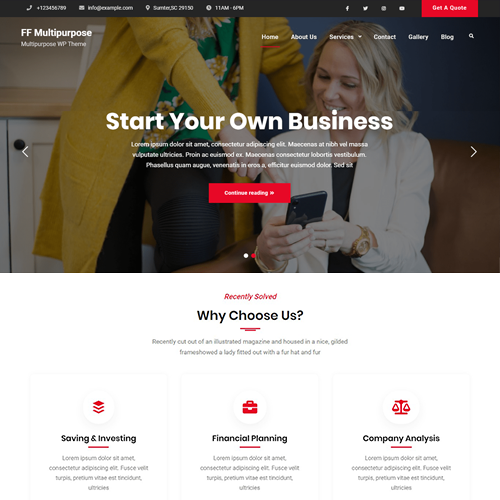 +123456789 info@example.com Sumter,SC 29150 11AM - 6PM Get A Quote
FF Multipurpose
Multipurpose WP Theme
Home About Us Services Contact Gallery Blog
Start Your Own Business
Lorem ipsum dolor sit amet, consectetur adipiscing elit. Maecenas at nibh a massa
vulputate ultricies. Proin ac euismod ex. Maecenas consectetur lobortis vestibulum.
Phasellus quam augue, venenatis in eros a, efficitur euismod dolor. Sed sit
Continue reading »
Recently Solved
Why Choose Us?
Recently cut out of an illustrated magazine and housed in a nice, gilded
frameshowed a lady fitted out with a fur hat and fur
Saving & Investing
Lorem ipsum dolor sit amet, consectetur
adipiscing elit. Fusce velit
turpis, pretium vitae est tincidunt,
ultricies
Financial Planning
Lorem ipsum dolor sit amet, consectetur
adipiscing elit. Fusce velit
turpis, pretium vitae est tincidunt,
ultricies
Company Analysis
Lorem ipsum dolor sit amet, consectetur
adipiscing elit. Fusce velit
turpis, pretium vitae est tincidunt,
ultricies